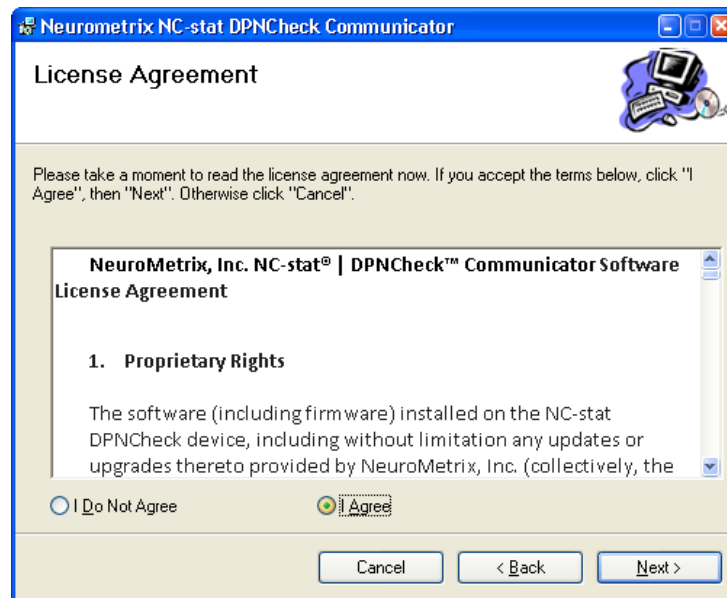 Neurometrix NC-stat DPNCheck Communicator
License Agreement
Please take a moment to read the license agreement now. If you accept the terms below, click "I
Agree", then "Next". Otherwise click "Cancel".
NeuroMetrix, Inc. NC-stat® | DPNCheck™ Communicator Software
License Agreement
1. Proprietary Rights
The software (including firmware) installed on the NC-stat
DPNCheck device, including without limitation any updates or
upgrades thereto provided by NeuroMetrix, Inc. (collectively, the
I Do Not Agree
I Agree
Cancel
< Back
Next >